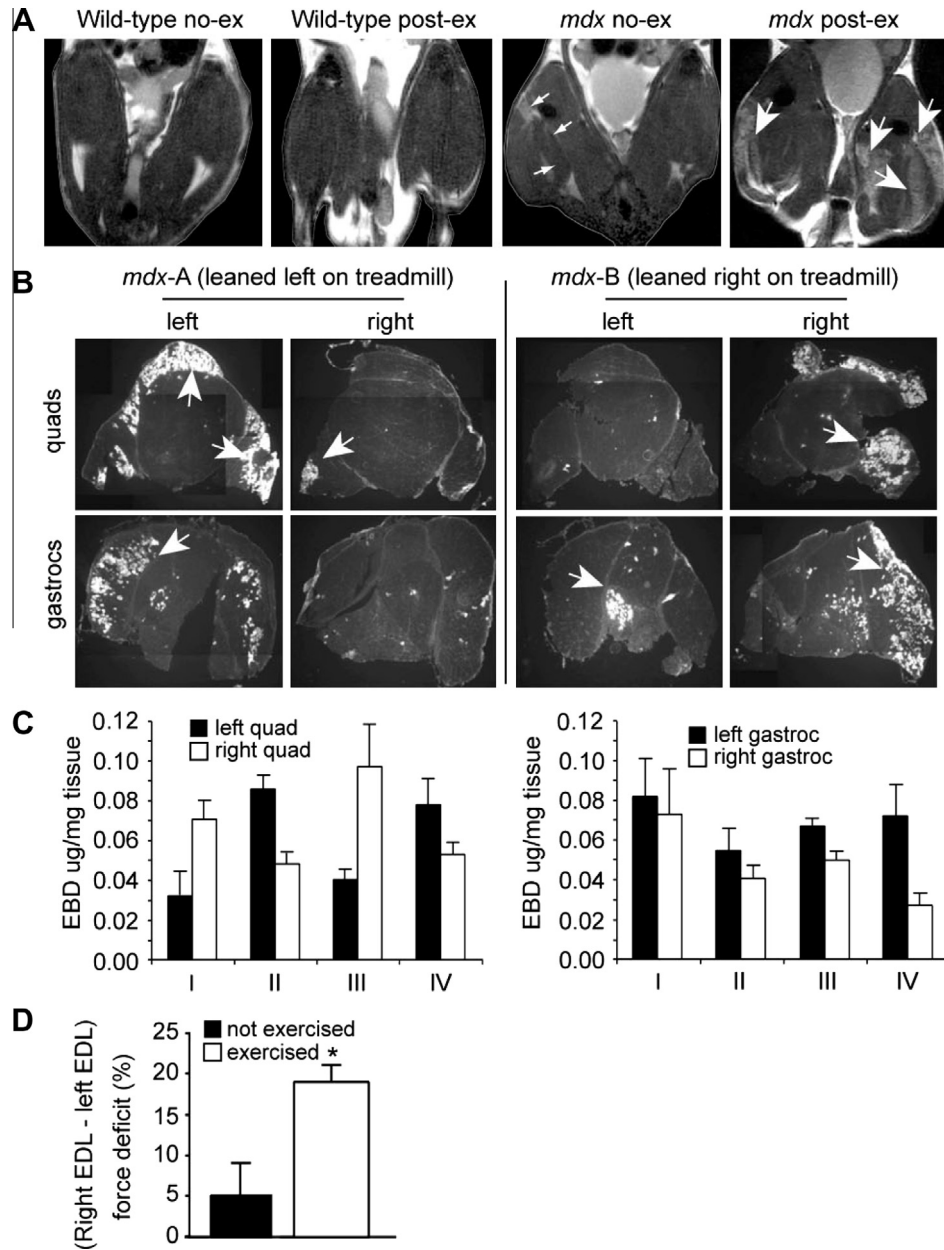 A
Wild-type no-ex
Wild-type post-ex
mdx no-ex
mdx post-ex
B
mdx-A (leaned left on treadmill)
mdx-B (leaned right on treadmill)
left
right
left
right
quads
gastrocs
C
EBD ug/mg tissue
0.12
0.10
0.08
0.06
0.04
0.02
0.00
left quad
right quad
I
II
III
IV
EBD ug/mg tissue
0.12
0.10
0.08
0.06
0.04
0.02
0.00
left gastroc
right gastroc
I
II
III
IV
D
(Right EDL - left EDL)
force deficit (%)
25
20
15
10
5
0
not exercised
exercised
*